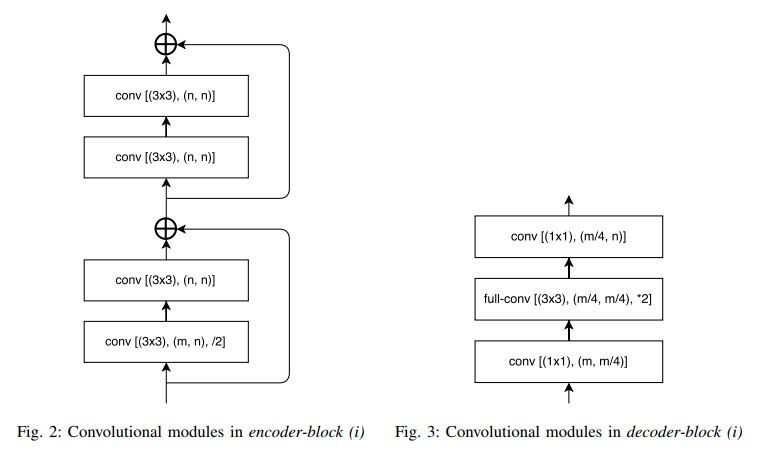 conv [(3x3), (n, n)]
conv [(3x3), (n, n)]
conv [(3x3), (n, n)]
conv [(3x3), (m, n), /2]
Fig. 2: Convolutional modules in encoder-block (i)
conv [(1x1), (m/4, n)]
full-conv [(3x3), (m/4, m/4), *2]
conv [(1x1), (m, m/4)]
Fig. 3: Convolutional modules in decoder-block (i)